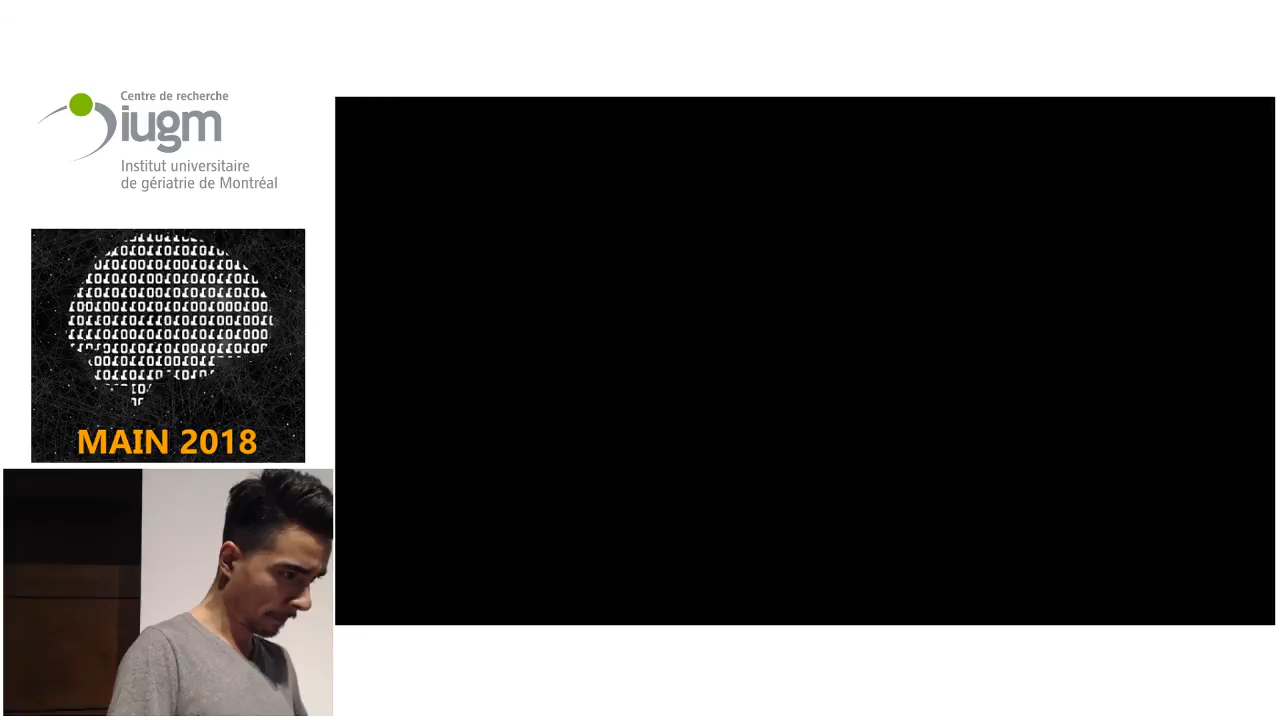 Centre de recherche
iugm
Institut universitaire
de gériatrie de Montréal
MAIN 2018